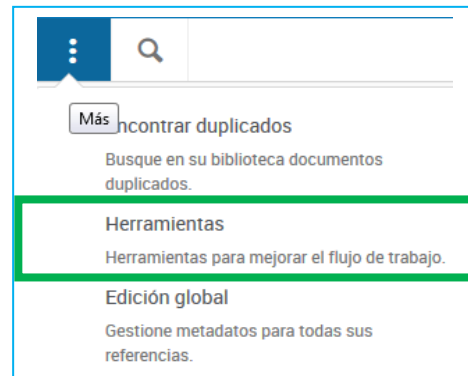 Más
ncontrar duplicados
Busque en su biblioteca documentos
duplicados.
Herramientas
Herramientas para mejorar el flujo de trabajo.
Edición global
Gestione metadatos para todas sus
referencias.